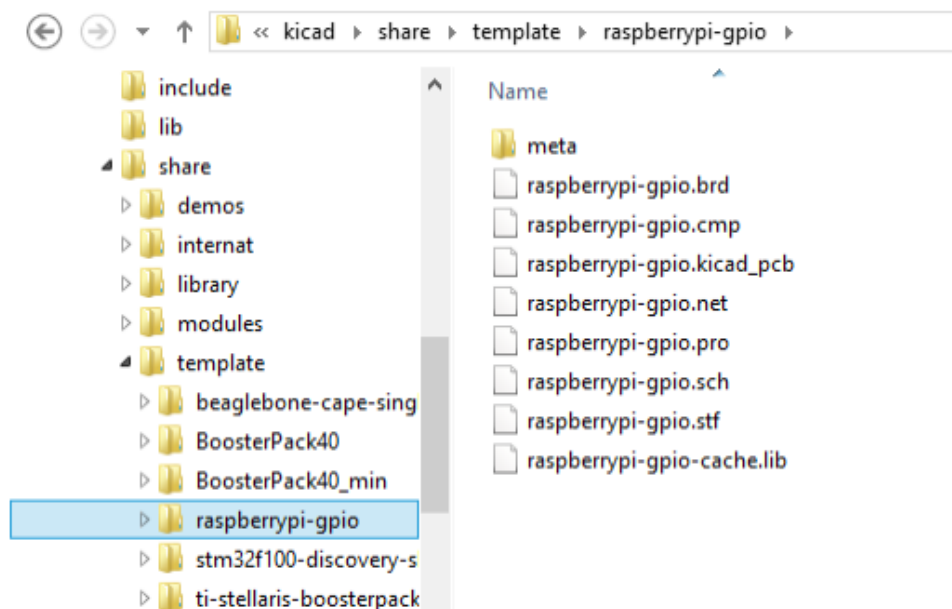 « kicad share template raspberrypi-gpio
include
lib
share
demos
internat
library
modules
template
beaglebone-cape-sing
BoosterPack40
BoosterPack40_min
raspberrypi-gpio
stm32f100-discovery-s
ti-stellaris-boosterpack
Name
meta
raspberrypi-gpio.brd
raspberrypi-gpio.cmp
raspberrypi-gpio.kicad_pcb
raspberrypi-gpio.net
raspberrypi-gpio.pro
raspberrypi-gpio.sch
raspberrypi-gpio.stf
raspberrypi-gpio-cache.lib